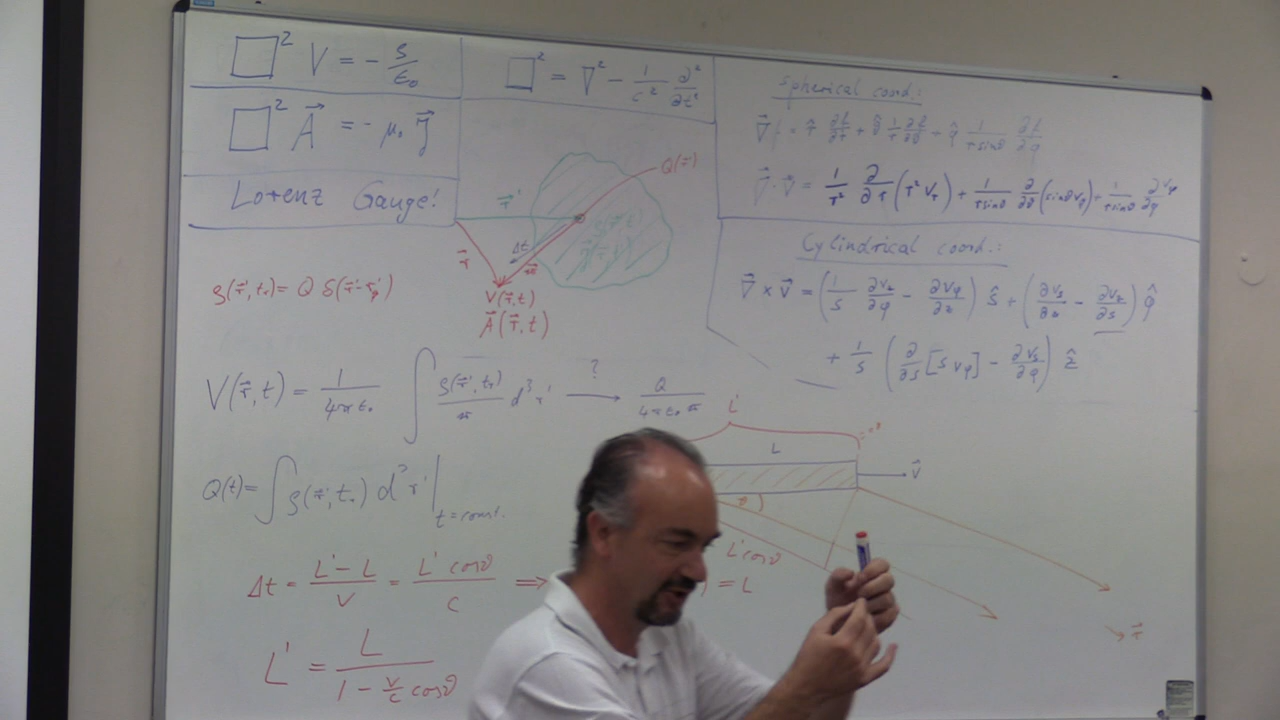 □² V = - ρ/ε₀
□² A⃗ = - μ₀ J⃗
Lorenz Gauge!
□² = ∇² - 1/c² ∂²/∂t²
Spherical coord.:
∇⃗f = r̂ ∂f/∂r + θ̂ 1/r ∂f/∂θ + φ̂ 1/(r sinθ) ∂f/∂φ
∇⃗·v⃗ = 1/r² ∂/∂r (r² v_r) + 1/(r sinθ) ∂/∂θ (sinθ v_θ) + 1/(r sinθ) ∂v_φ/∂φ
Cylindrical coord.:
∇⃗ × v⃗ = (1/s ∂v_z/∂φ - ∂v_φ/∂z) ŝ + (∂v_s/∂z - ∂v_z/∂s) φ̂
+ 1/s (∂/∂s [s v_φ] - ∂v_s/∂φ) ẑ
r⃗'
Δt
r⃗
V(r⃗,t)
A⃗(r⃗,t)
ρ(r⃗',tᵣ) = Q δ(r⃗'-r⃗'_q)
V(r⃗,t) = 1/(4πε₀) ∫ ρ(r⃗',tᵣ)/𝓇 d³r' ⟶? Q/(4πε₀ 𝓇)
Q(t) = ∫ρ(r⃗',tᵣ) d³r' |t=const.
L'
L
v⃗
L'cosθ
r⃗
Δt = (L'-L)/v = L'cosθ/c ⇒
) = L
L' = L/(1 - v/c cosθ)